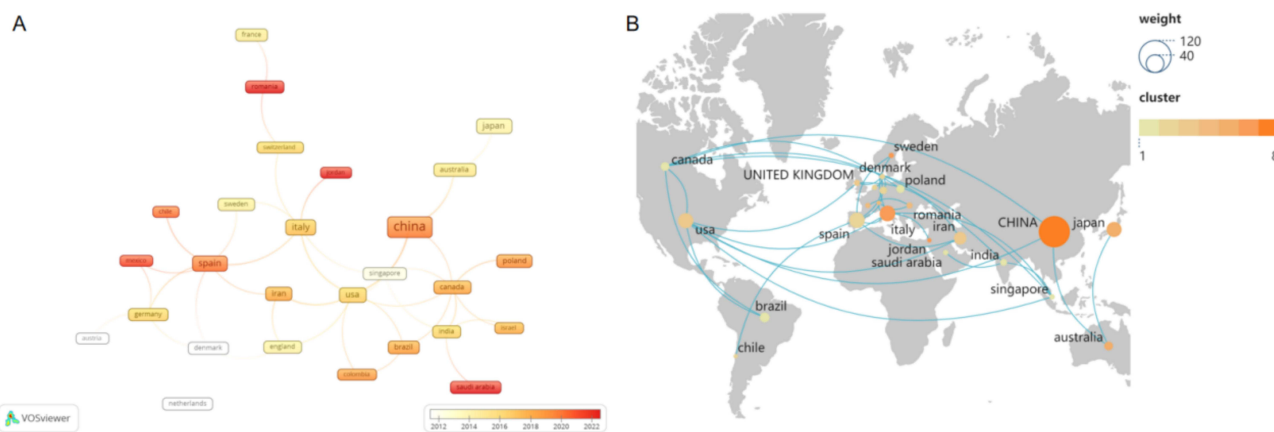 A
france
romania
japan
switzerland
australia
jordan
sweden
chile
italy
china
mexico
spain
singapore
poland
iran
usa
canada
germany
india
austria
denmark
england
brazil
colombia
saudi arabia
netherlands
VOSviewer
2012 2014 2016 2018 2020 2022
B
weight
120
40
cluster
1 8
canada
sweden
denmark
UNITED KINGDOM
poland
usa
romania
CHINA
japan
spain
italy
iran
jordan
india
saudi arabia
singapore
brazil
australia
chile